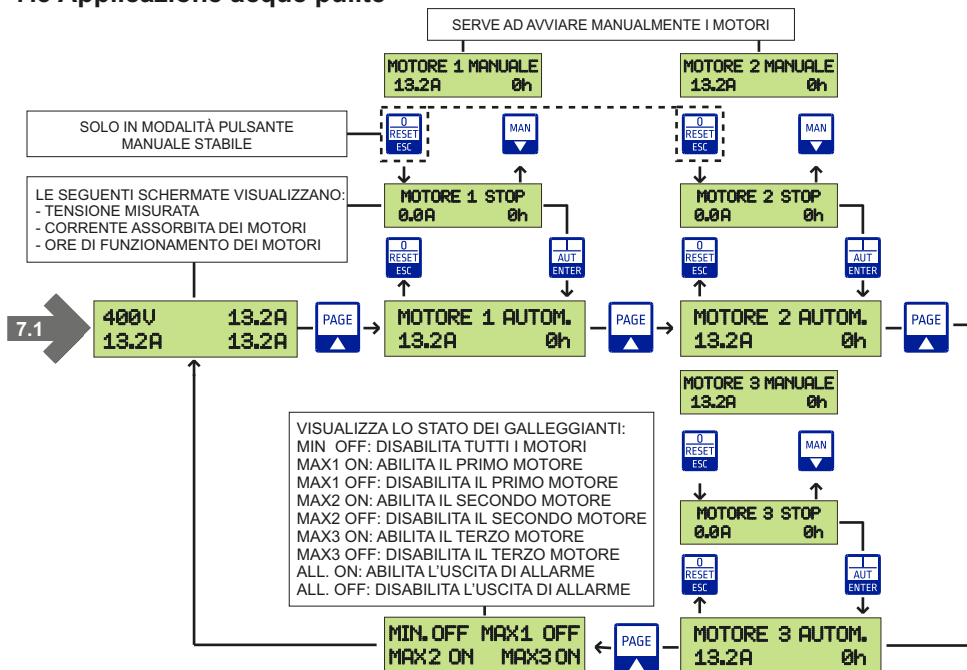 SERVE AD AVVIARE MANUALMENTE I MOTORI
MOTORE 1 MANUALE
13.2A 0h
MOTORE 2 MANUALE
13.2A 0h
SOLO IN MODALITÀ PULSANTE
MANUALE STABILE
0
RESET
ESC
MAN
0
RESET
ESC
MAN
LE SEGUENTI SCHERMATE VISUALIZZANO:
- TENSIONE MISURATA
- CORRENTE ASSORBITA DEI MOTORI
- ORE DI FUNZIONAMENTO DEI MOTORI
MOTORE 1 STOP
0.0A 0h
MOTORE 2 STOP
0.0A 0h
0
RESET
ESC
I
AUT
ENTER
0
RESET
ESC
I
AUT
ENTER
7.1
400V 13.2A
13.2A 13.2A
PAGE
MOTORE 1 AUTOM.
13.2A 0h
PAGE
MOTORE 2 AUTOM.
13.2A 0h
PAGE
MOTORE 3 MANUALE
13.2A 0h
VISUALIZZA LO STATO DEI GALLEGGIANTI:
MIN OFF: DISABILITA TUTTI I MOTORI
MAX1 ON: ABILITA IL PRIMO MOTORE
MAX1 OFF: DISABILITA IL PRIMO MOTORE
MAX2 ON: ABILITA IL SECONDO MOTORE
MAX2 OFF: DISABILITA IL SECONDO MOTORE
MAX3 ON: ABILITA IL TERZO MOTORE
MAX3 OFF: DISABILITA IL TERZO MOTORE
ALL. ON: ABILITA L'USCITA DI ALLARME
ALL. OFF: DISABILITA L'USCITA DI ALLARME
0
RESET
ESC
MAN
MOTORE 3 STOP
0.0A 0h
0
RESET
ESC
I
AUT
ENTER
MIN.OFF MAX1 OFF
MAX2 ON MAX3 ON
PAGE
MOTORE 3 AUTOM.
13.2A 0h